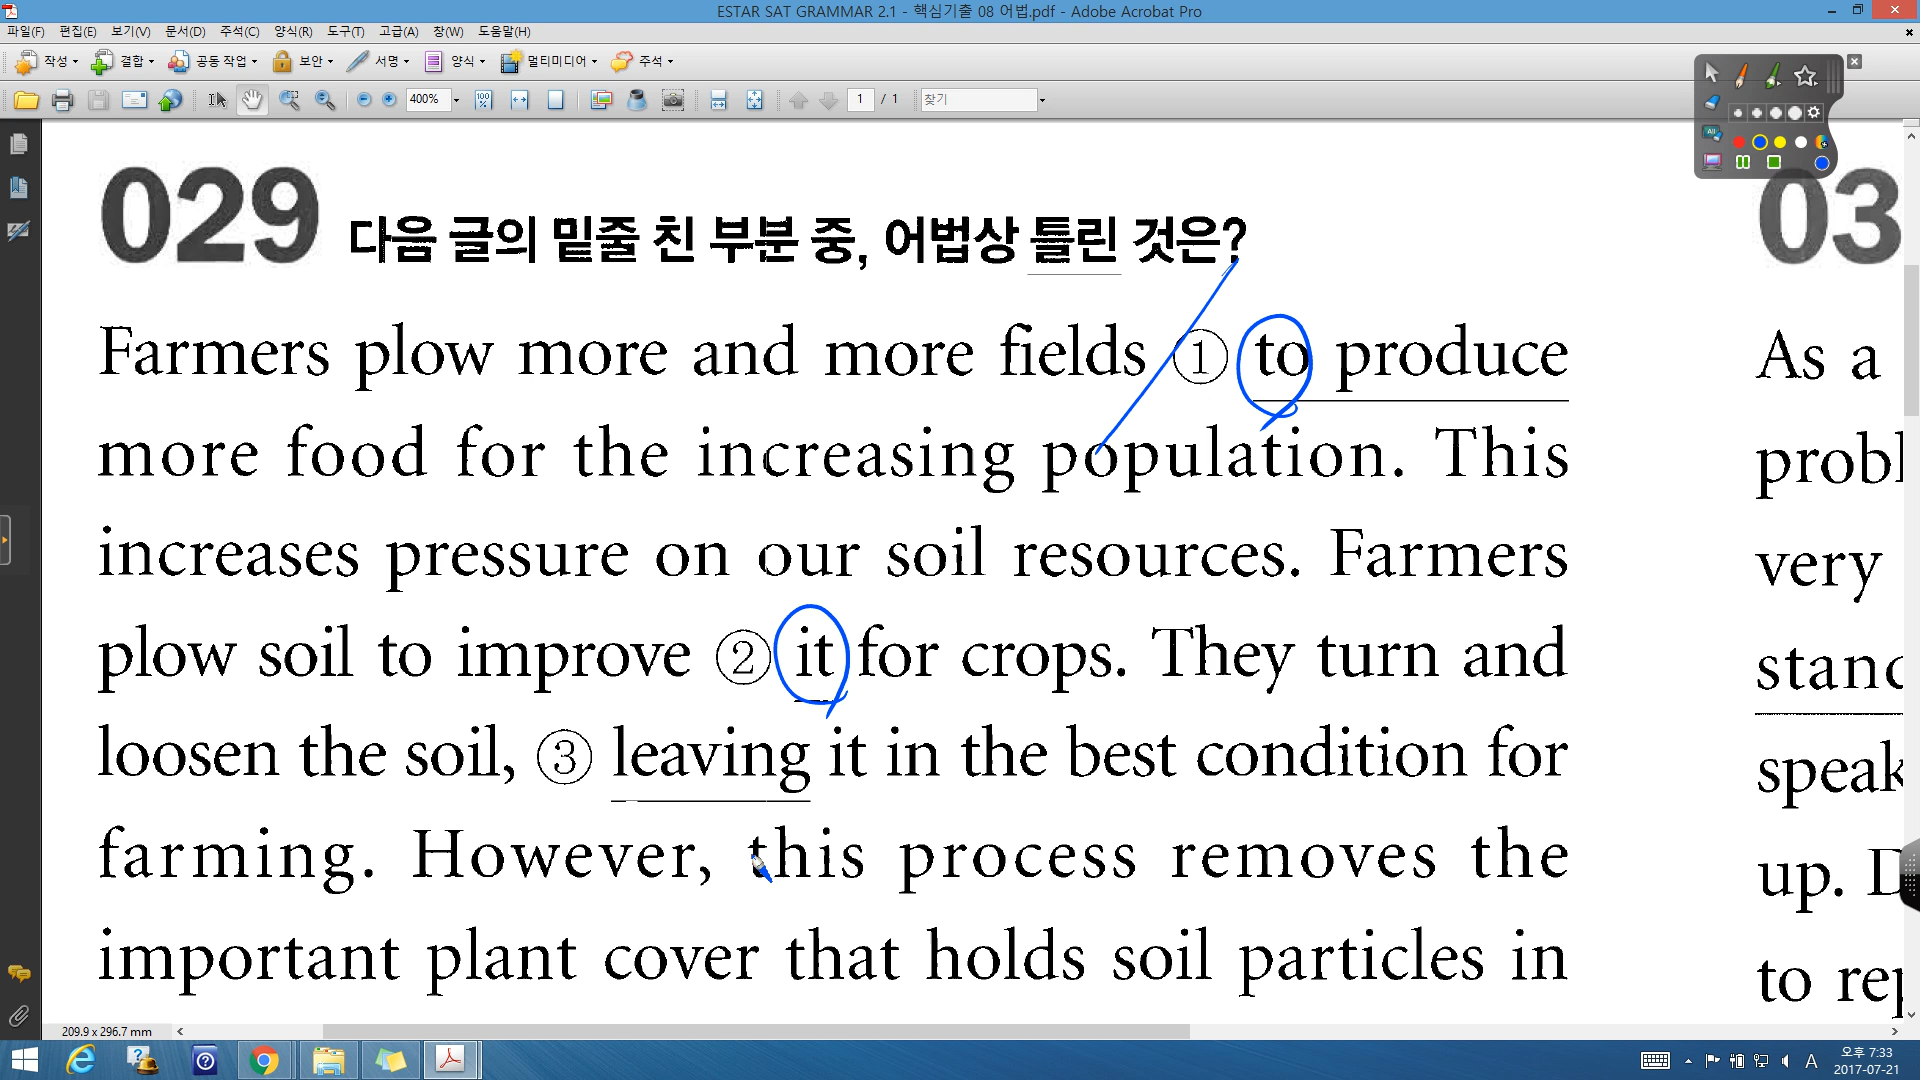 ESTAR SAT GRAMMAR 2.1 - 핵심기출 08 어법.pdf - Adobe Acrobat Pro
파일(F) 편집(E) 보기(V) 문서(D) 주석(C) 양식(R) 도구(T) 고급(A) 창(W) 도움말(H)
작성 결합 공동 작업 보안 서명 양식 멀티미디어 주석
400% 1 / 1 찾기
029 다음 글의 밑줄 친 부분 중, 어법상 틀린 것은?
Farmers plow more and more fields ① to produce
more food for the increasing population. This
increases pressure on our soil resources. Farmers
plow soil to improve ② it for crops. They turn and
loosen the soil, ③ leaving it in the best condition for
farming. However, this process removes the
important plant cover that holds soil particles in
03
As a
probl
very
stand
speak
up. D
to rep
209.9 x 296.7 mm
A
오후 7:33
2017-07-21